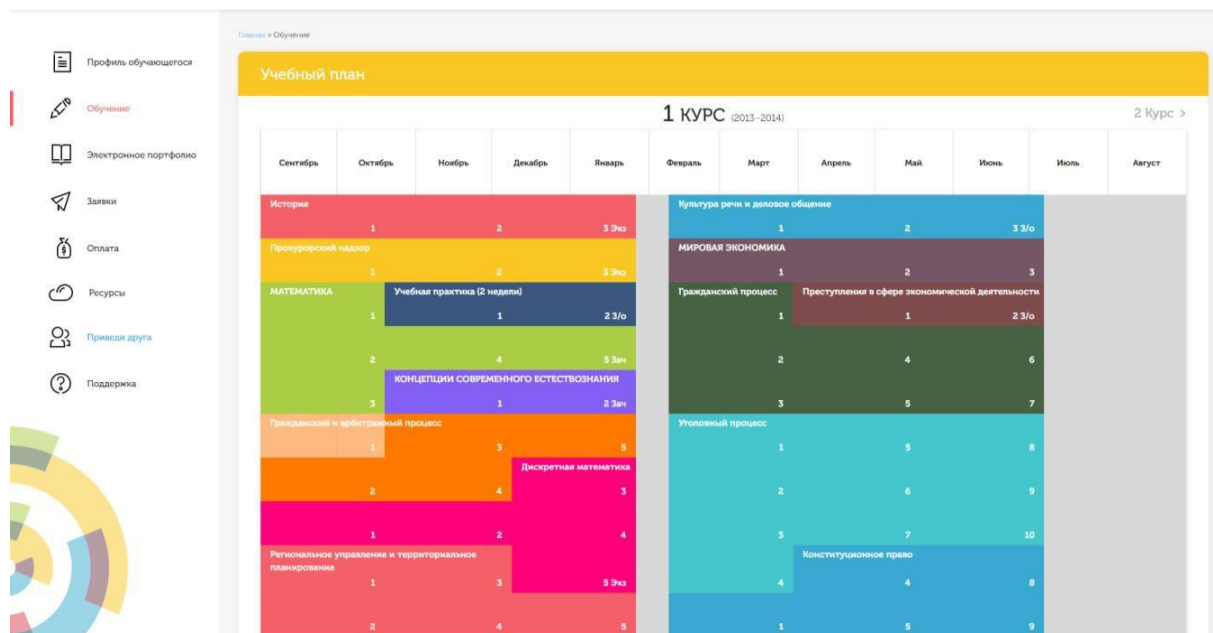 Главная > Обучение
Профиль обучающегося
Обучение
Электронное портфолио
Заявки
Оплата
Ресурсы
Приведи друга
Поддержка
Учебный план
1 КУРС (2013-2014)
2 Курс >
Сентябрь Октябрь Ноябрь Декабрь Январь Февраль Март Апрель Май Июнь Июль Август
История
1 2 3 Экз
Прокурорский надзор
1 2 3 Экз
МАТЕМАТИКА Учебная практика (2 недели)
1 1 2 З/о
2 4 5 Зач
КОНЦЕПЦИИ СОВРЕМЕННОГО ЕСТЕСТВОЗНАНИЯ
3 1 2 Зач
Гражданский и арбитражный процесс
1 3 5
Дискретная математика
2 4 3
1 2 4
Региональное управление и территориальное
планирование
1 3 5 Экз
2 4 5
Культура речи и деловое общение
1 2 3 З/о
МИРОВАЯ ЭКОНОМИКА
1 2 3
Гражданский процесс Преступления в сфере экономической деятельности
1 1 2 З/о
2 4 6
3 5 7
Уголовный процесс
1 5 8
2 6 9
3 7 10
Конституционное право
4 4 8
1 5 9